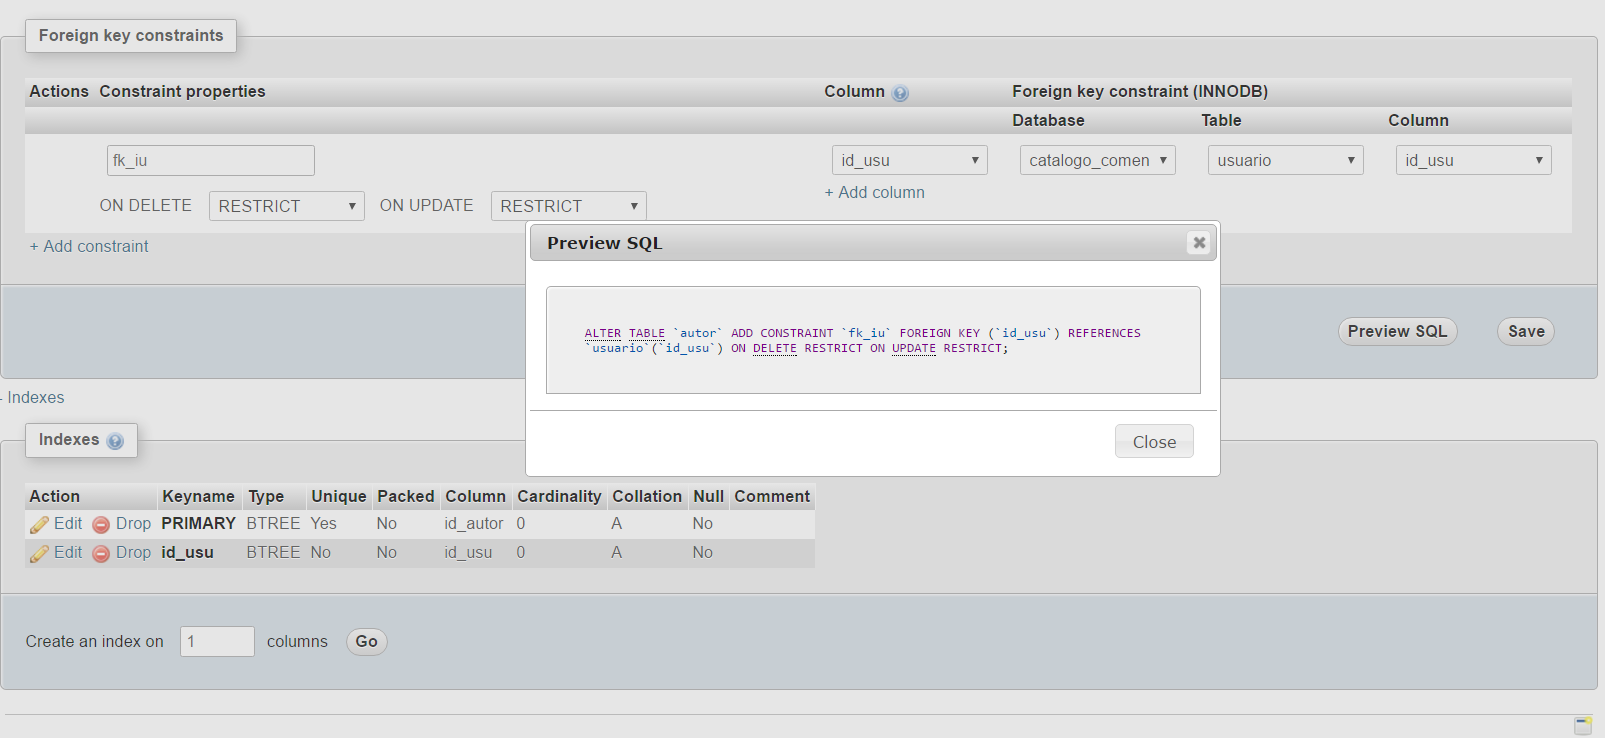 Foreign key constraints
Actions Constraint properties Column Foreign key constraint (INNODB)
Database Table Column
fk_iu id_usu catalogo_comen usuario id_usu
+ Add column
ON DELETE RESTRICT ON UPDATE RESTRICT
+ Add constraint
Preview SQL
ALTER TABLE `autor` ADD CONSTRAINT `fk_iu` FOREIGN KEY (`id_usu`) REFERENCES
`usuario`(`id_usu`) ON DELETE RESTRICT ON UPDATE RESTRICT;
Close
Preview SQL Save
- Indexes
Indexes
Action Keyname Type Unique Packed Column Cardinality Collation Null Comment
Edit Drop PRIMARY BTREE Yes No id_autor 0 A No
Edit Drop id_usu BTREE No No id_usu 0 A No
Create an index on 1 columns Go